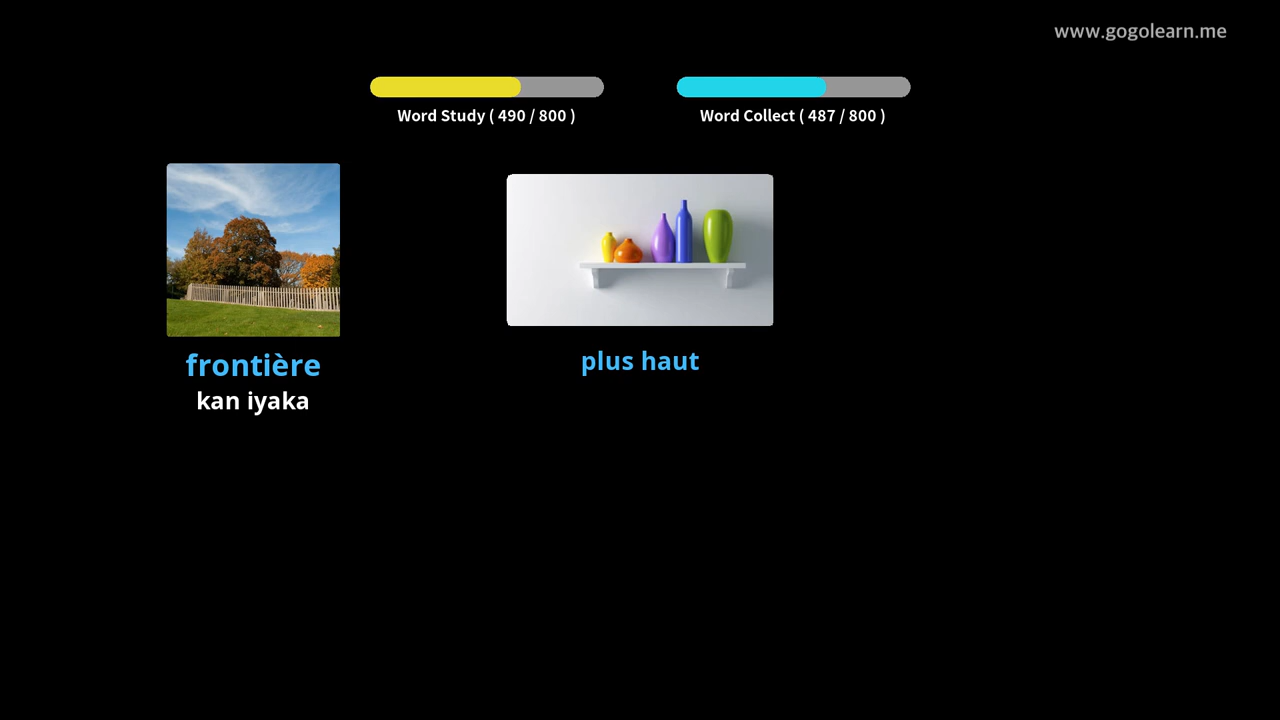 www.gogolearn.me
Word Study ( 490 / 800 )
Word Collect ( 487 / 800 )
frontière
kan iyaka
plus haut